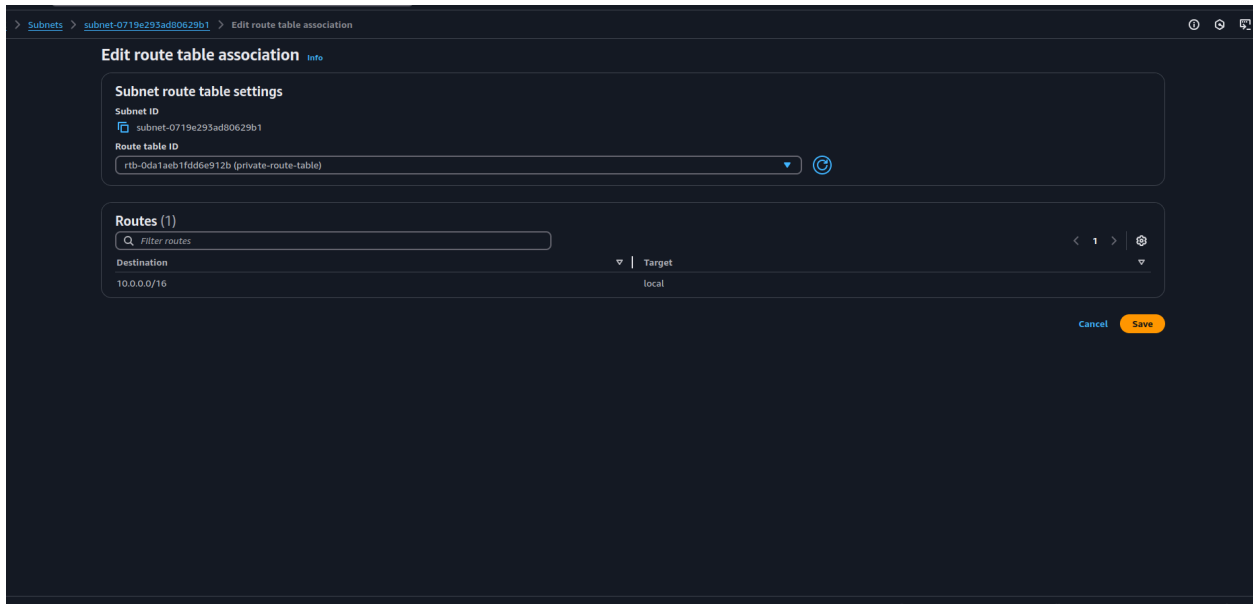 Subnets > subnet-0719e293ad80629b1 > Edit route table association
Edit route table association Info
Subnet route table settings
Subnet ID
subnet-0719e293ad80629b1
Route table ID
rtb-0da1aeb1fdd6e912b (private-route-table)
Routes (1)
Filter routes
1
Destination Target
10.0.0.0/16 local
Cancel Save